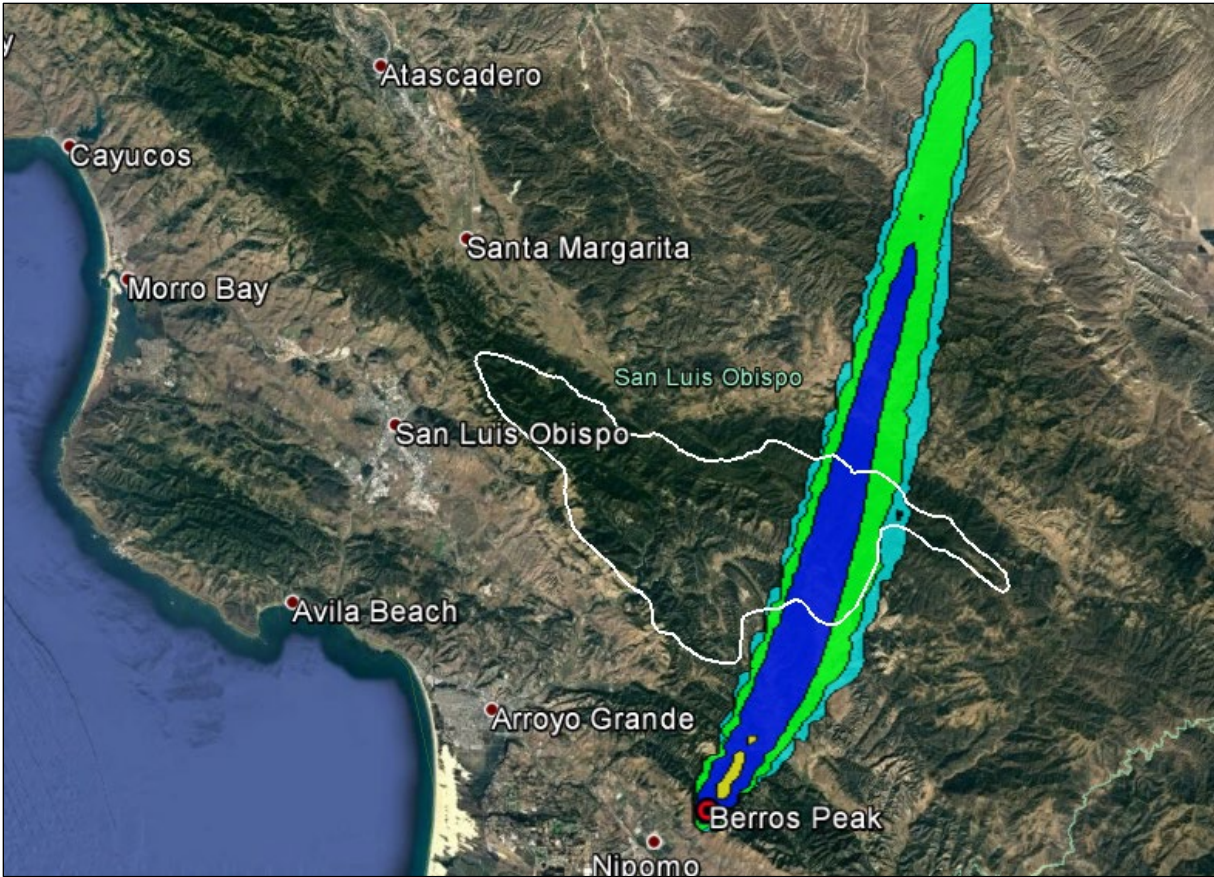 y
Atascadero
Cayucos
Santa Margarita
Morro Bay
San Luis Obispo
San Luis Obispo
Avila Beach
Arroyo Grande
Berros Peak
Nipomo